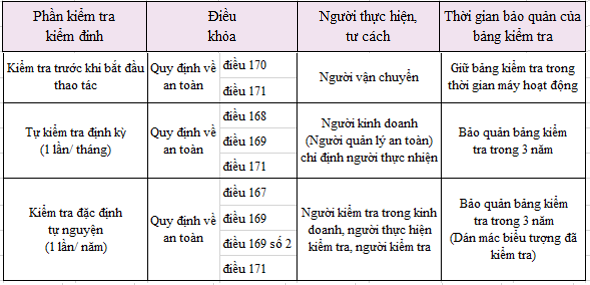 Phần kiểm tra
kiểm đinh
Điều
khỏa
Người thực hiện,
tư cách
Thời gian bảo quản của
bảng kiểm tra
Kiểm tra trước khi bắt đầu
thao tác
Quy định về
an toàn
điều 170
điều 171
Người vận chuyển
Giữ bảng kiểm tra trong
thời gian máy hoạt động
Tự kiểm tra định kỳ
(1 lần/ tháng)
Quy định về
an toàn
điều 168
điều 169
điều 171
Người kinh doanh
(Người quản lý an toàn)
chỉ định người thực nhiện
Bảo quản bảng kiểm
tra trong 3 năm
Kiểm tra đặc định
tự nguyện
(1 lần/ năm)
Quy định về
an toàn
điều 167
điều 169
điều 169 số 2
điều 171
Người kiểm tra trong kinh
doanh, người thực hiện
kiểm tra, người kiểm tra
Bảo quản bảng kiểm
tra trong 3 năm
(Dán mác biểu tượng đã
kiểm tra)